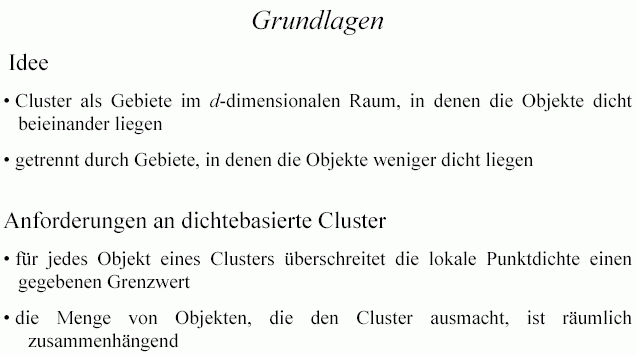 Grundlagen
Idee
• Cluster als Gebiete im d-dimensionalen Raum, in denen die Objekte dicht
beieinander liegen
• getrennt durch Gebiete, in denen die Objekte weniger dicht liegen
Anforderungen an dichtebasierte Cluster
• für jedes Objekt eines Clusters überschreitet die lokale Punktdichte einen
gegebenen Grenzwert
• die Menge von Objekten, die den Cluster ausmacht, ist räumlich
zusammenhängend